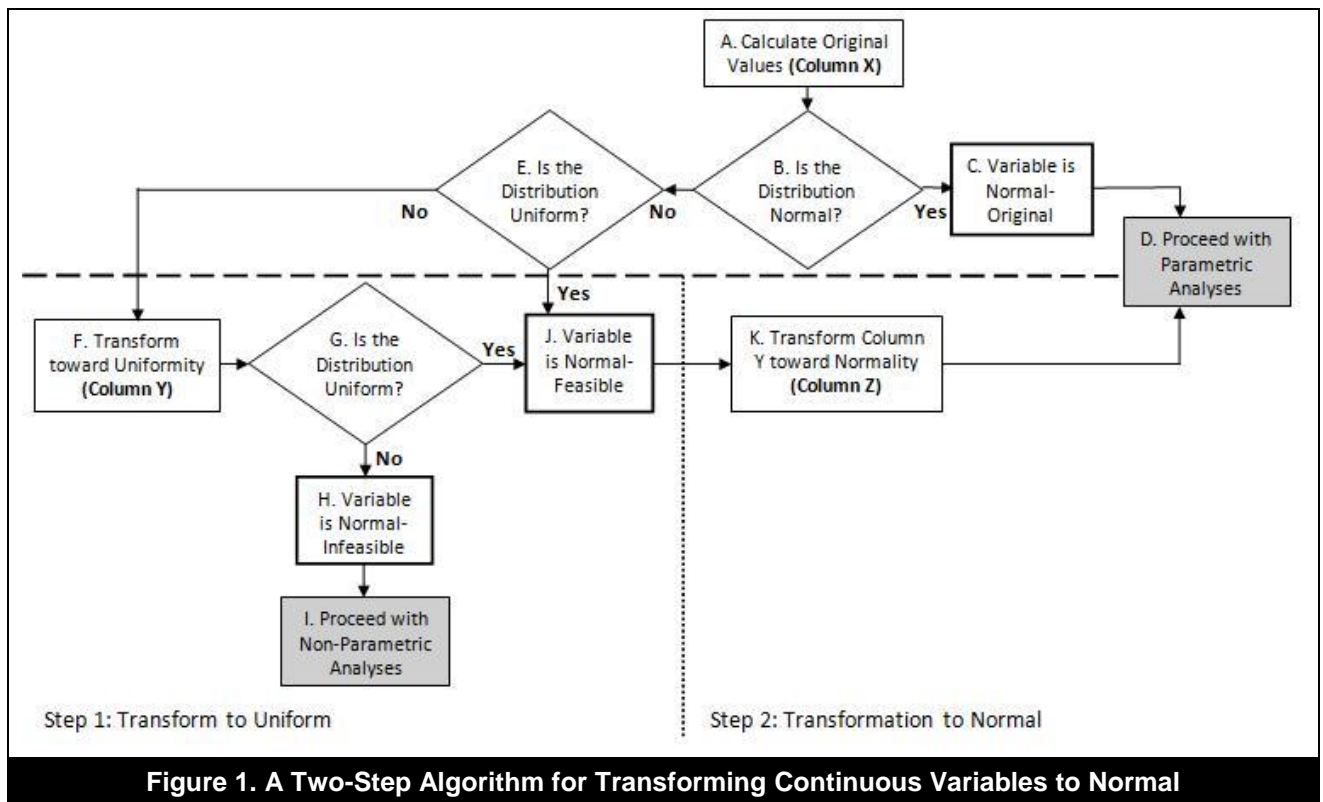 A. Calculate Original
Values (Column X)
B. Is the
Distribution
Normal?
Yes
C. Variable is
Normal-
Original
D. Proceed with
Parametric
Analyses
No
E. Is the
Distribution
Uniform?
No
Yes
F. Transform
toward Uniformity
(Column Y)
G. Is the
Distribution
Uniform?
Yes
No
H. Variable
is Normal-
Infeasible
I. Proceed with
Non-Parametric
Analyses
J. Variable
is Normal-
Feasible
K. Transform Column
Y toward Normality
(Column Z)
Step 1: Transform to Uniform
Step 2: Transformation to Normal
Figure 1. A Two-Step Algorithm for Transforming Continuous Variables to Normal